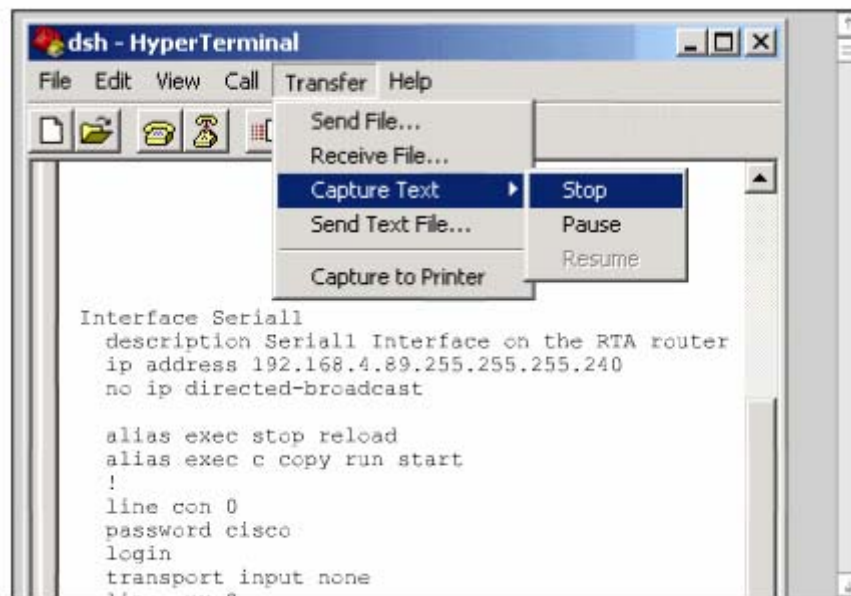 dsh - HyperTerminal
File Edit View Call Transfer Help
Send File...
Receive File...
Capture Text
Send Text File...
Capture to Printer
Stop
Pause
Resume
Interface Serial1
description Serial1 Interface on the RTA router
ip address 192.168.4.89.255.255.255.240
no ip directed-broadcast
alias exec stop reload
alias exec c copy run start
!
line con 0
password cisco
login
transport input none